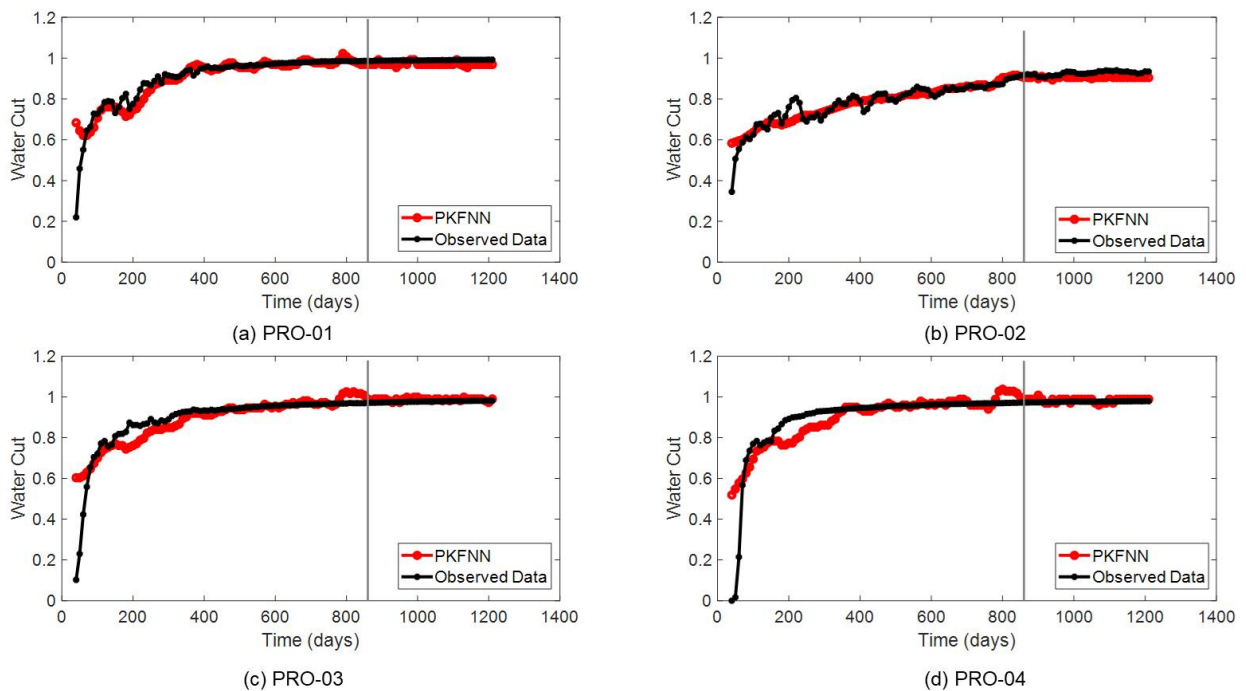 1.2
1
0.8
0.6
0.4
0.2
0
Water Cut
0 200 400 600 800 1000 1200 1400
Time (days)
PKFNN
Observed Data
(a) PRO-01
1.2
1
0.8
0.6
0.4
0.2
0
Water Cut
0 200 400 600 800 1000 1200 1400
Time (days)
PKFNN
Observed Data
(b) PRO-02
1.2
1
0.8
0.6
0.4
0.2
0
Water Cut
0 200 400 600 800 1000 1200 1400
Time (days)
PKFNN
Observed Data
(c) PRO-03
1.2
1
0.8
0.6
0.4
0.2
0
Water Cut
0 200 400 600 800 1000 1200 1400
Time (days)
PKFNN
Observed Data
(d) PRO-04